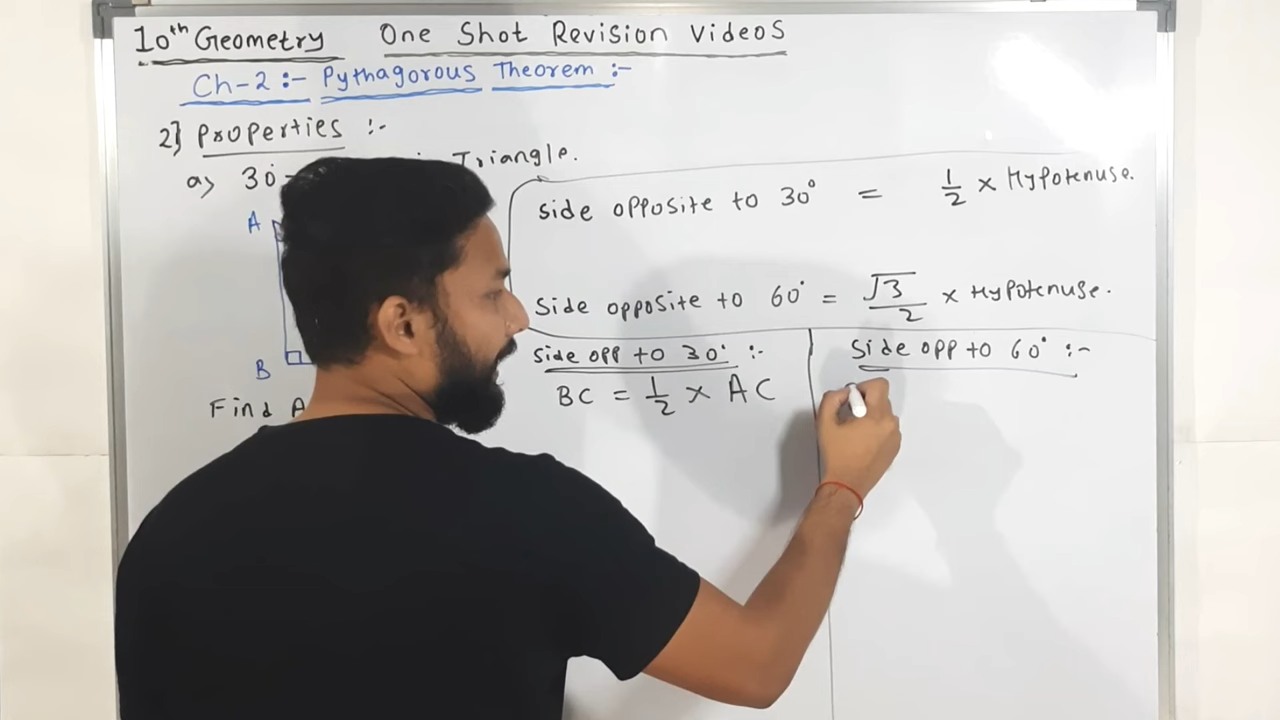 10th Geometry One Shot Revision Videos
Ch-2 :- Pythagorous Theorem :-
2] Properties :-
a) 30°- Triangle.
A
B
Find A
side opposite to 30° = 1/2 × Hypotenuse.
Side opposite to 60° = √3/2 × Hypotenuse.
Side opp to 30° :-
BC = 1/2 × AC
Side opp to 60° :-